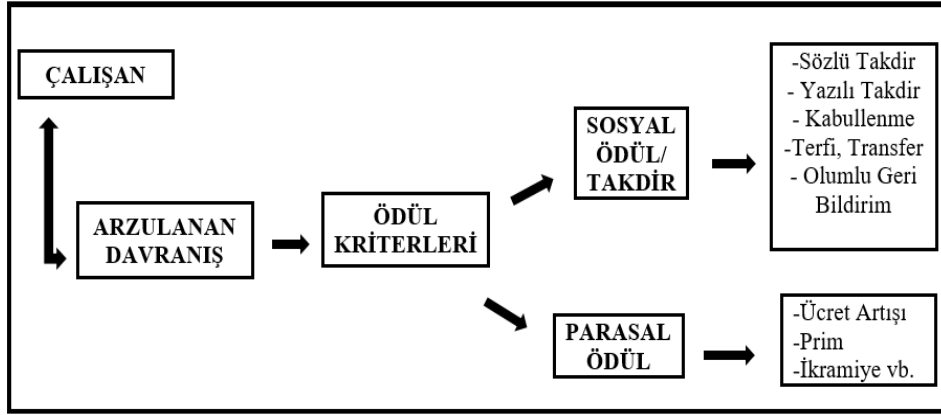 ÇALIŞAN
ARZULANAN
DAVRANIŞ
ÖDÜL
KRİTERLERİ
SOSYAL
ÖDÜL/
TAKDİR
-Sözlü Takdir
- Yazılı Takdir
- Kabullenme
-Terfi, Transfer
- Olumlu Geri
Bildirim
PARASAL
ÖDÜL
-Ücret Artışı
-Prim
-İkramiye vb.